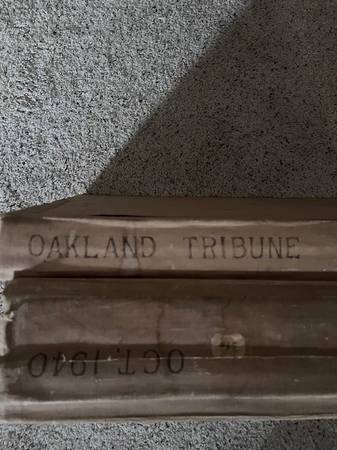 OAKLAND TRIBUNE
OCT. 1940